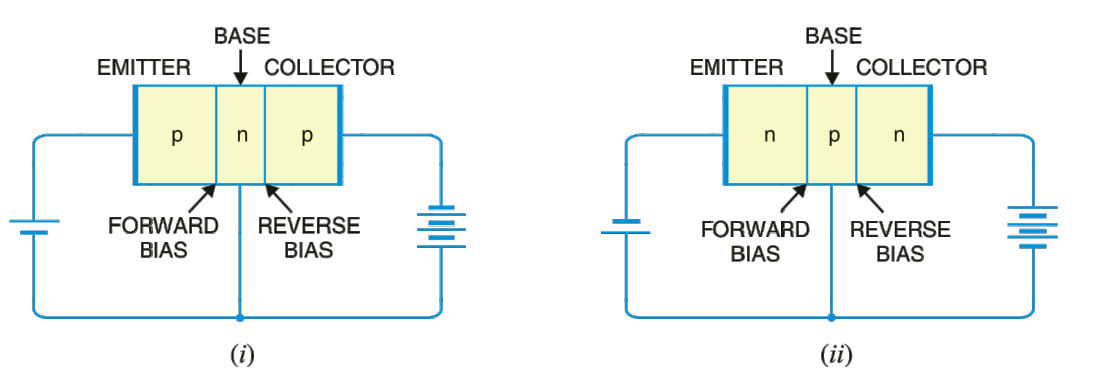 BASE
EMITTER COLLECTOR
p n p
FORWARD BIAS
REVERSE BIAS
(i)
BASE
EMITTER COLLECTOR
n p n
FORWARD BIAS
REVERSE BIAS
(ii)